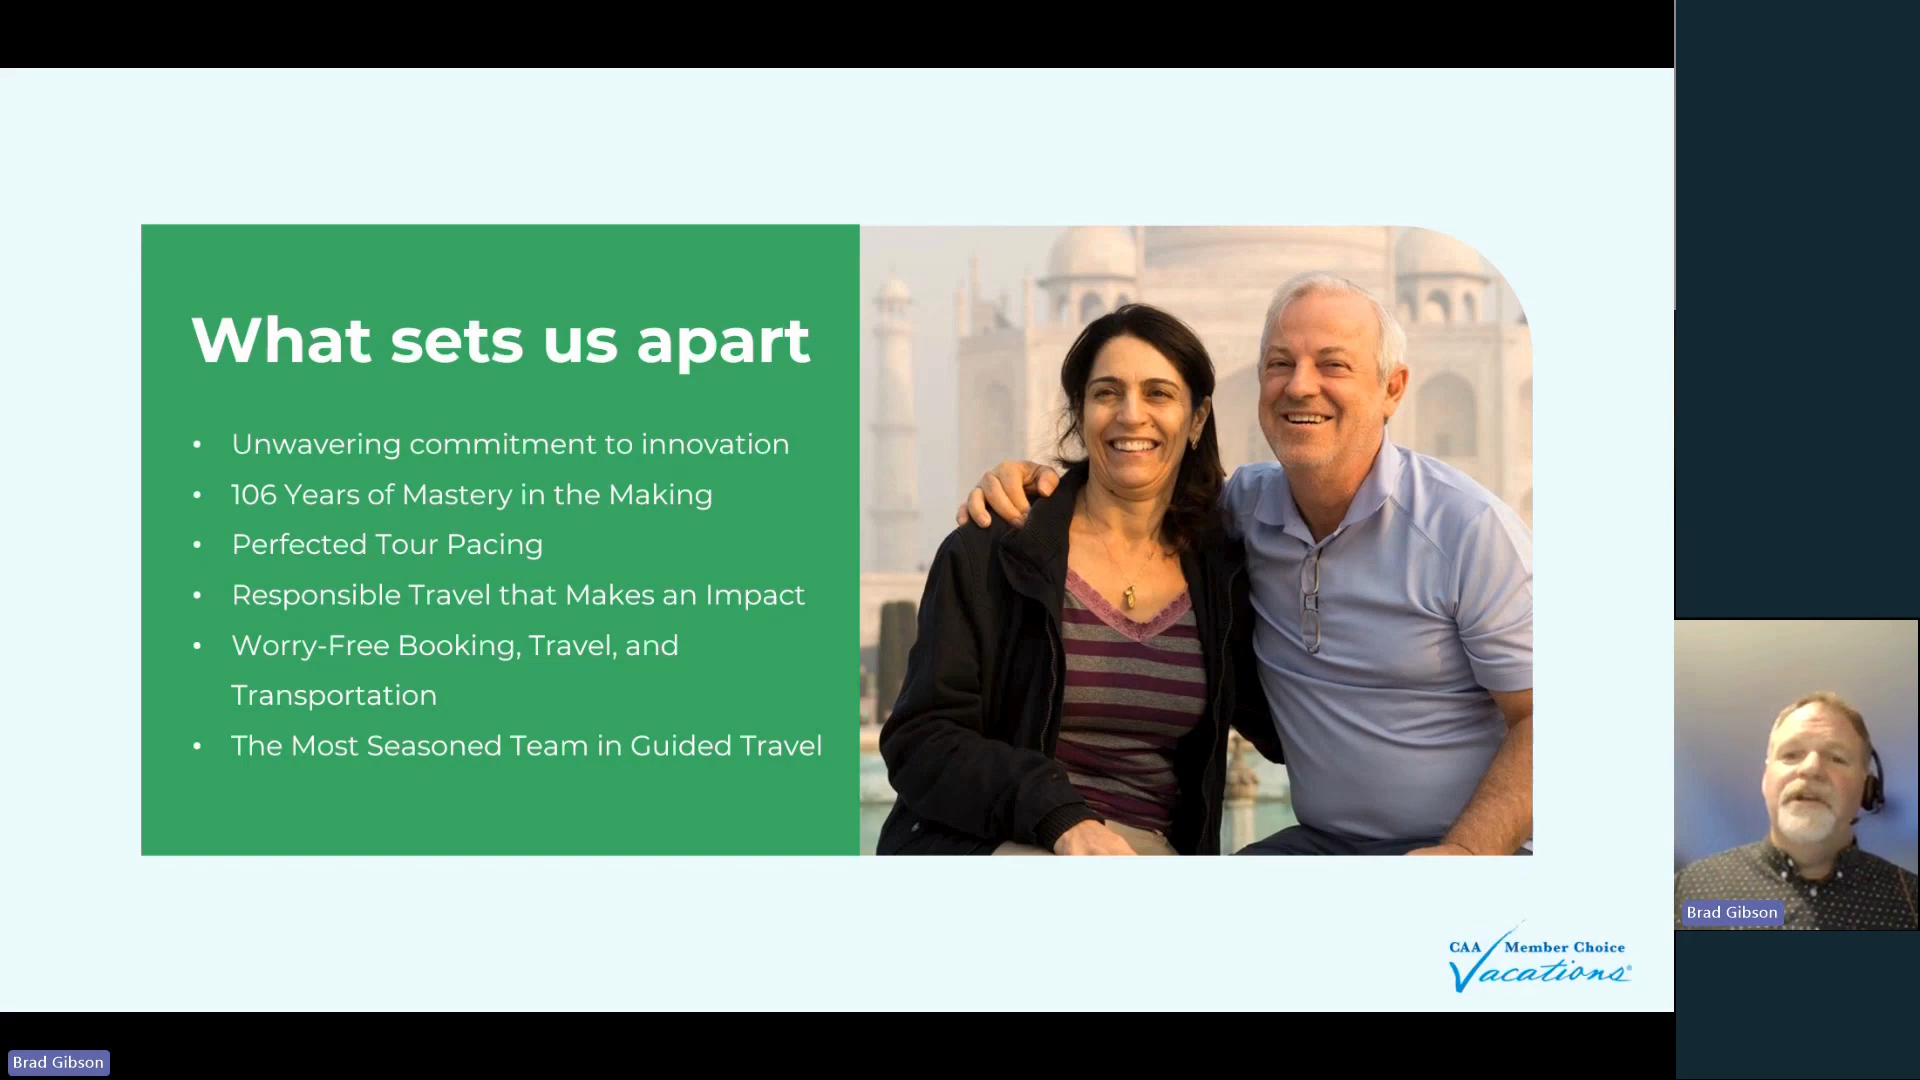 What sets us apart
• Unwavering commitment to innovation
• 106 Years of Mastery in the Making
• Perfected Tour Pacing
• Responsible Travel that Makes an Impact
• Worry-Free Booking, Travel, and
Transportation
• The Most Seasoned Team in Guided Travel
CAA Member Choice
Vacations®
Brad Gibson
Brad Gibson